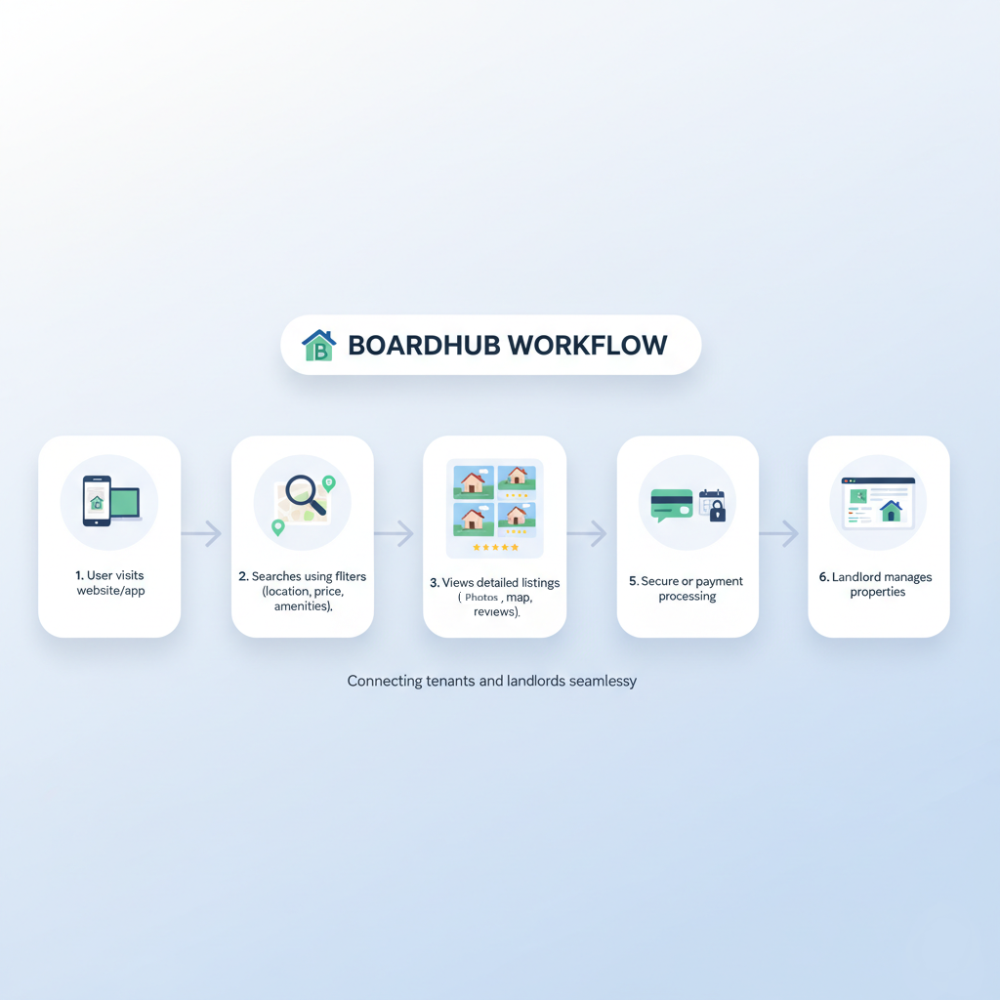 B BOARDHUB WORKFLOW
1. User visits
website/app
2. Searches using filters
(location, price,
amenities).
3. Views detailed listings
( Photos , map,
reviews).
5. Secure or payment
processing
6. Landlord manages
properties
Connecting tenants and landlords seamlessy